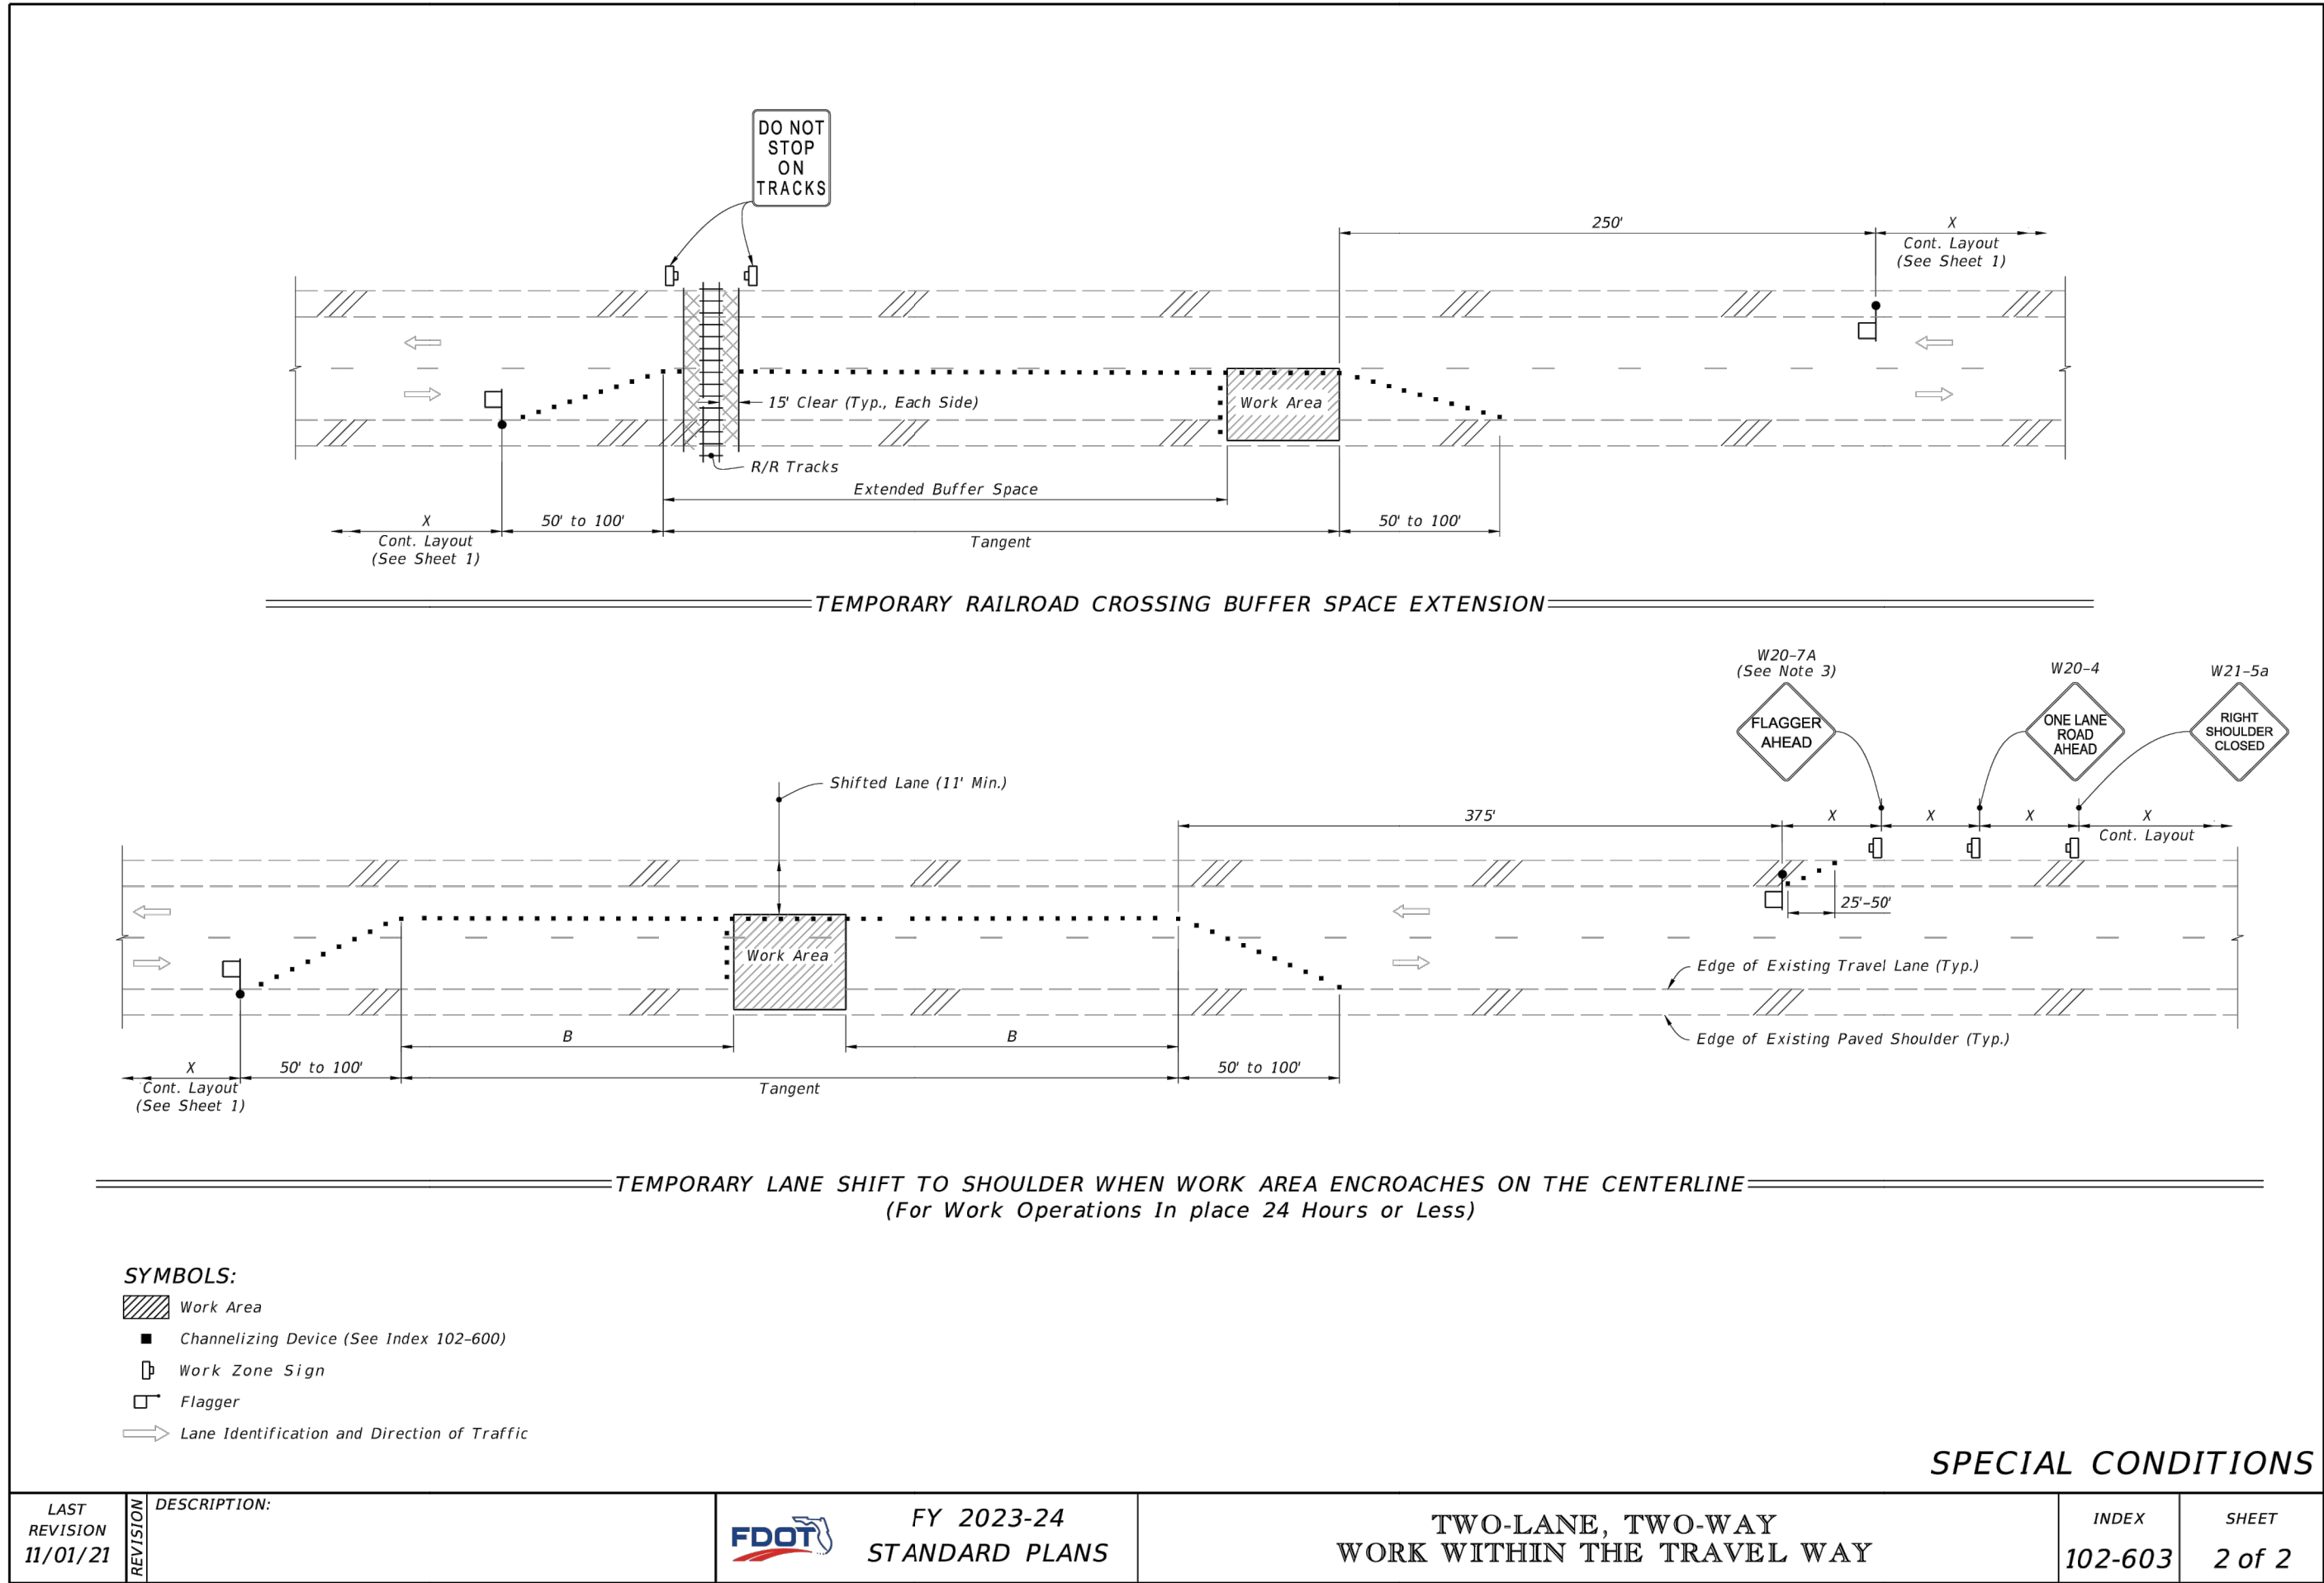 DO NOT
STOP
ON
TRACKS
250'
X
Cont. Layout
(See Sheet 1)
15' Clear (Typ., Each Side)
Work Area
R/R Tracks
Extended Buffer Space
X
Cont. Layout
(See Sheet 1)
50' to 100'
Tangent
50' to 100'
TEMPORARY RAILROAD CROSSING BUFFER SPACE EXTENSION
W20-7A
(See Note 3)
FLAGGER
AHEAD
W20-4
ONE LANE
ROAD
AHEAD
W21-5a
RIGHT
SHOULDER
CLOSED
Shifted Lane (11' Min.)
375'
X
X
X
X
Cont. Layout
25'-50'
Work Area
Edge of Existing Travel Lane (Typ.)
Edge of Existing Paved Shoulder (Typ.)
B
B
X
Cont. Layout
(See Sheet 1)
50' to 100'
Tangent
50' to 100'
TEMPORARY LANE SHIFT TO SHOULDER WHEN WORK AREA ENCROACHES ON THE CENTERLINE
(For Work Operations In place 24 Hours or Less)
SYMBOLS:
Work Area
Channelizing Device (See Index 102-600)
Work Zone Sign
Flagger
Lane Identification and Direction of Traffic
SPECIAL CONDITIONS
LAST
REVISION
11/01/21
REVISION
DESCRIPTION:
FDOT
FY 2023-24
STANDARD PLANS
TWO-LANE, TWO-WAY
WORK WITHIN THE TRAVEL WAY
INDEX
102-603
SHEET
2 of 2